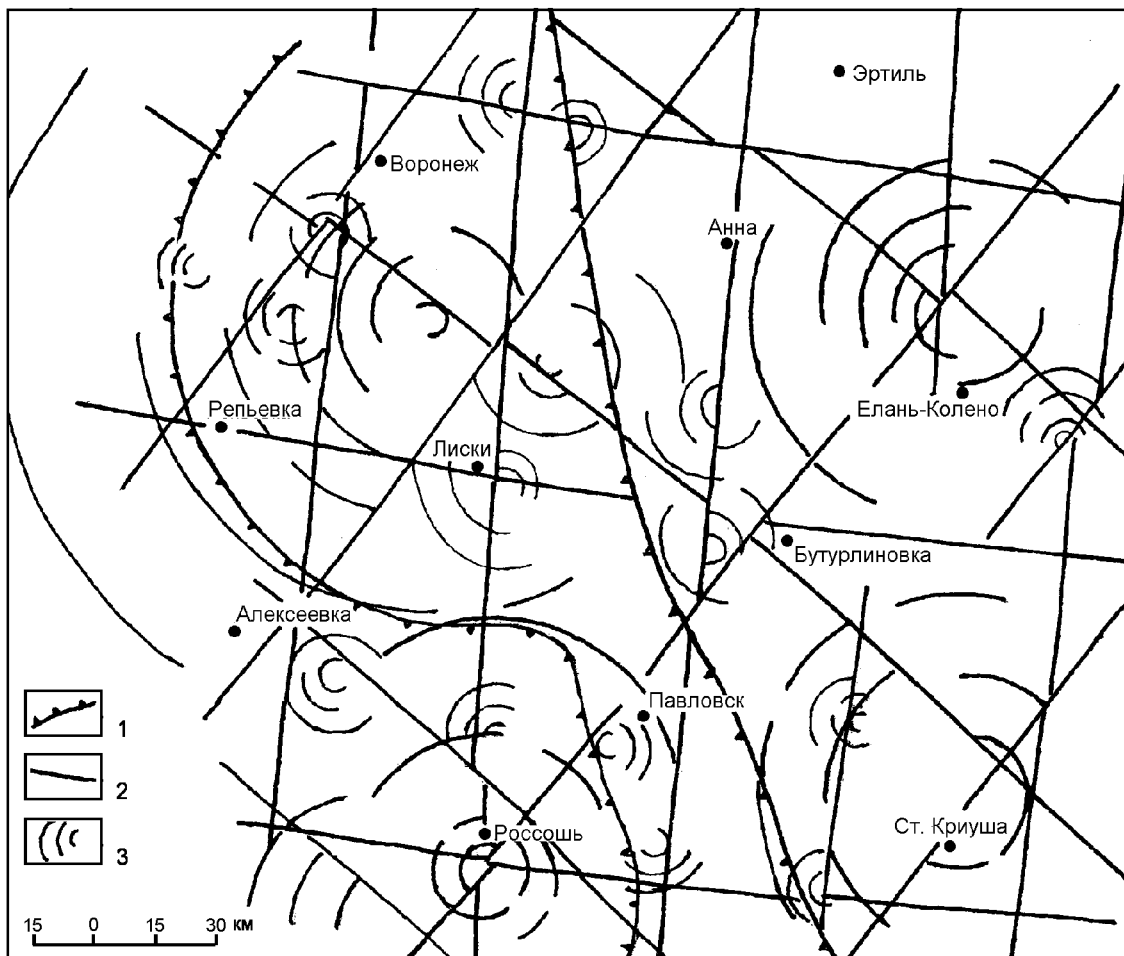 Эртиль
Воронеж
Анна
Репьевка
Елань-Колено
Лиски
Бутурлиновка
Алексеевка
Павловск
1
2
Россошь
Ст. Криуша
3
15 0 15 30 км